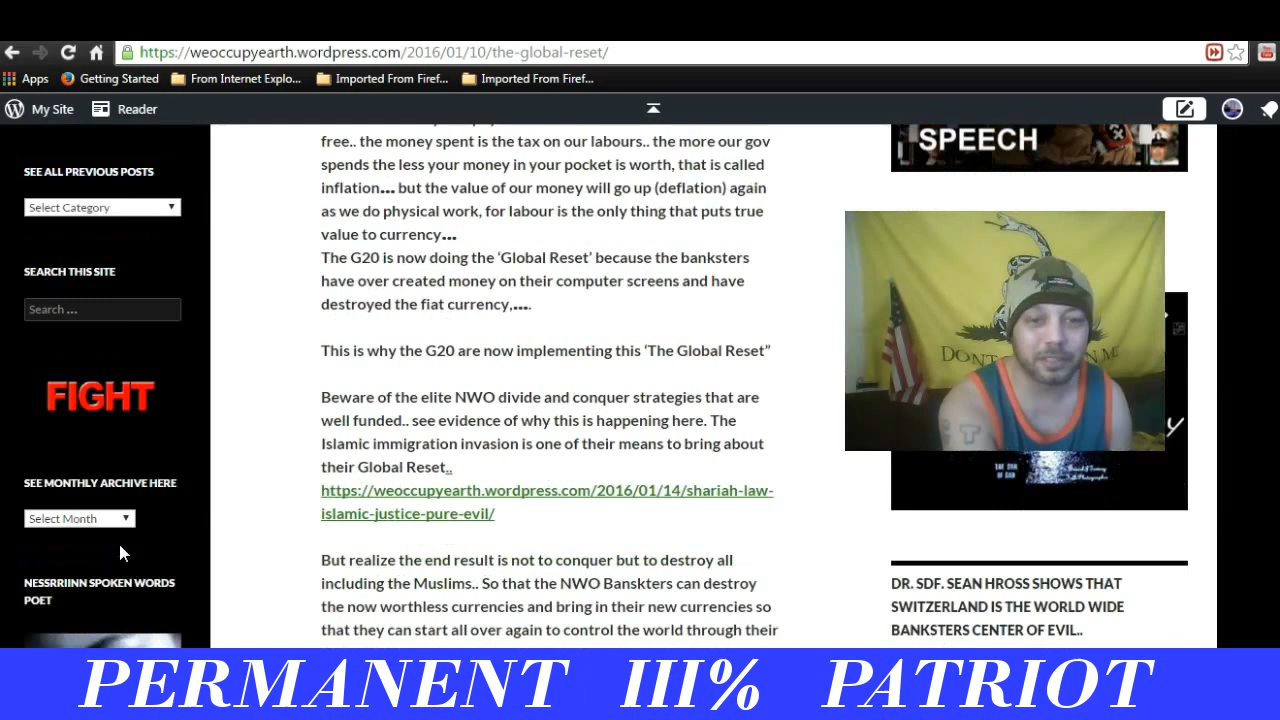 https://weoccupyearth.wordpress.com/2016/01/10/the-global-reset/
Apps Getting Started From Internet Explo... Imported From Firef... Imported From Firef...
My Site Reader
SEE ALL PREVIOUS POSTS
Select Category
SEARCH THIS SITE
Search ...
FIGHT
SEE MONTHLY ARCHIVE HERE
Select Month
NESSRRIINN SPOKEN WORDS
POET
free.. the money spent is the tax on our labours.. the more our gov
spends the less your money in your pocket is worth, that is called
inflation... but the value of our money will go up (deflation) again
as we do physical work, for labour is the only thing that puts true
value to currency...
The G20 is now doing the ‘Global Reset’ because the banksters
have over created money on their computer screens and have
destroyed the fiat currency,....
This is why the G20 are now implementing this ‘The Global Reset”
Beware of the elite NWO divide and conquer strategies that are
well funded.. see evidence of why this is happening here. The
Islamic immigration invasion is one of their means to bring about
their Global Reset..
https://weoccupyearth.wordpress.com/2016/01/14/shariah-law-
islamic-justice-pure-evil/
But realize the end result is not to conquer but to destroy all
including the Muslims.. So that the NWO Banskters can destroy
the now worthless currencies and bring in their new currencies so
that they can start all over again to control the world through their
SPEECH
DONT ME
DR. SDF. SEAN HROSS SHOWS THAT
SWITZERLAND IS THE WORLD WIDE
BANKSTERS CENTER OF EVIL..
PERMANENT III% PATRIOT